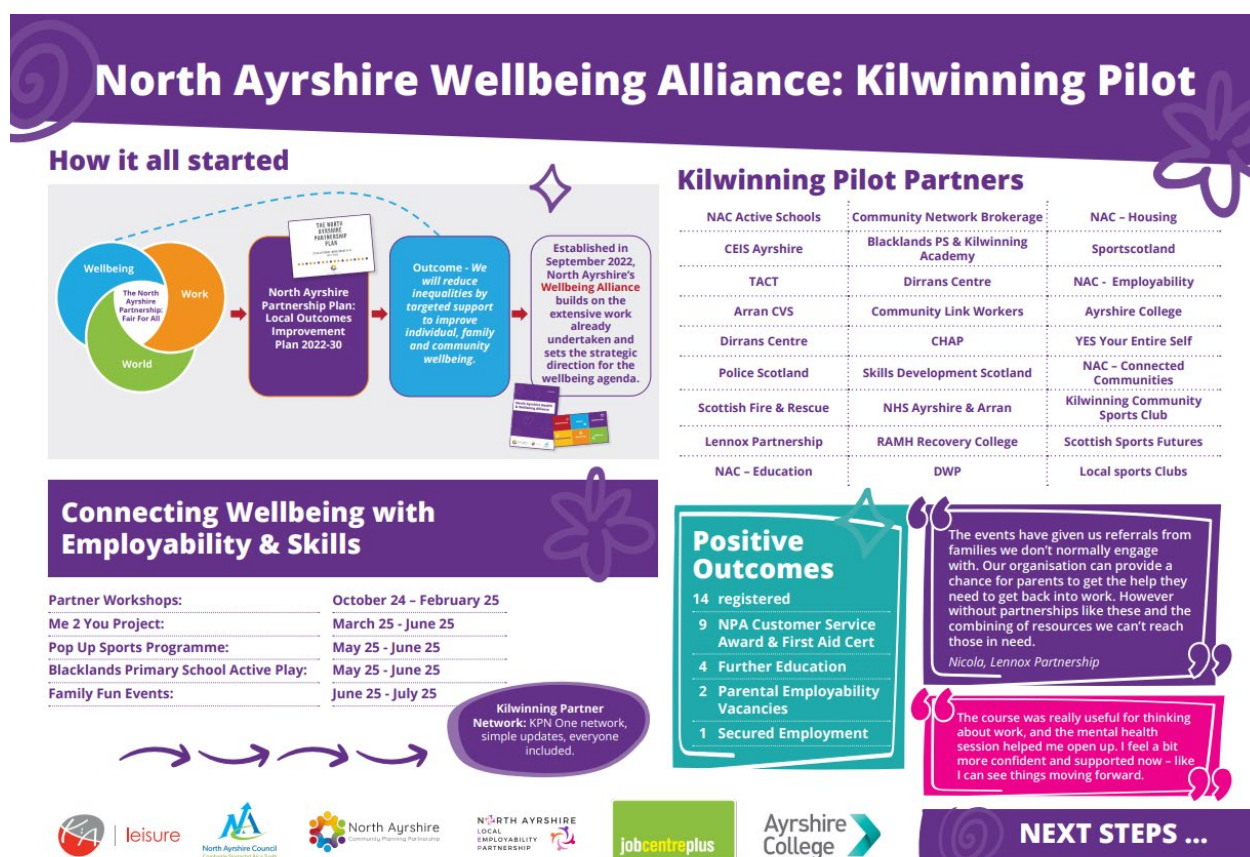 North Ayrshire Wellbeing Alliance: Kilwinning Pilot
How it all started
Wellbeing
Work
World
The North
Ayrshire
Partnership:
Fair For All
THE NORTH
AYRSHIRE
PARTNERSHIP
PLAN
North Ayrshire
Partnership Plan:
Local Outcomes
Improvement
Plan 2022-30
Outcome - We
will reduce
inequalities by
targeted support
to improve
individual, family
and community
wellbeing.
Established in
September 2022,
North Ayrshire's
Wellbeing Alliance
builds on the
extensive work
already
undertaken and
sets the strategic
direction for the
wellbeing agenda.
North Ayrshire Health
& Wellbeing Alliance
Kilwinning Pilot Partners
NAC Active Schools
Community Network Brokerage
NAC – Housing
CEIS Ayrshire
Blacklands PS & Kilwinning
Academy
Sportscotland
TACT
Dirrans Centre
NAC - Employability
Arran CVS
Community Link Workers
Ayrshire College
Dirrans Centre
CHAP
YES Your Entire Self
Police Scotland
Skills Development Scotland
NAC – Connected
Communities
Scottish Fire & Rescue
NHS Ayrshire & Arran
Kilwinning Community
Sports Club
Lennox Partnership
RAMH Recovery College
Scottish Sports Futures
NAC – Education
DWP
Local sports Clubs
Connecting Wellbeing with
Employability & Skills
Partner Workshops: October 24 – February 25
Me 2 You Project: March 25 - June 25
Pop Up Sports Programme: May 25 - June 25
Blacklands Primary School Active Play: May 25 - June 25
Family Fun Events: June 25 - July 25
Kilwinning Partner
Network: KPN One network,
simple updates, everyone
included.
Positive
Outcomes
14 registered
9 NPA Customer Service
Award & First Aid Cert
4 Further Education
2 Parental Employability
Vacancies
1 Secured Employment
The events have given us referrals from
families we don't normally engage
with. Our organisation can provide a
chance for parents to get the help they
need to get back into work. However
without partnerships like these and the
combining of resources we can't reach
those in need.
Nicola, Lennox Partnership
The course was really useful for thinking
about work, and the mental health
session helped me open up. I feel a bit
more confident and supported now – like
I can see things moving forward.
KA leisure
North Ayrshire Council
North Ayrshire
Community Planning Partnership
NORTH AYRSHIRE
LOCAL
EMPLOYABILITY
PARTNERSHIP
jobcentreplus
Ayrshire
College
NEXT STEPS ...